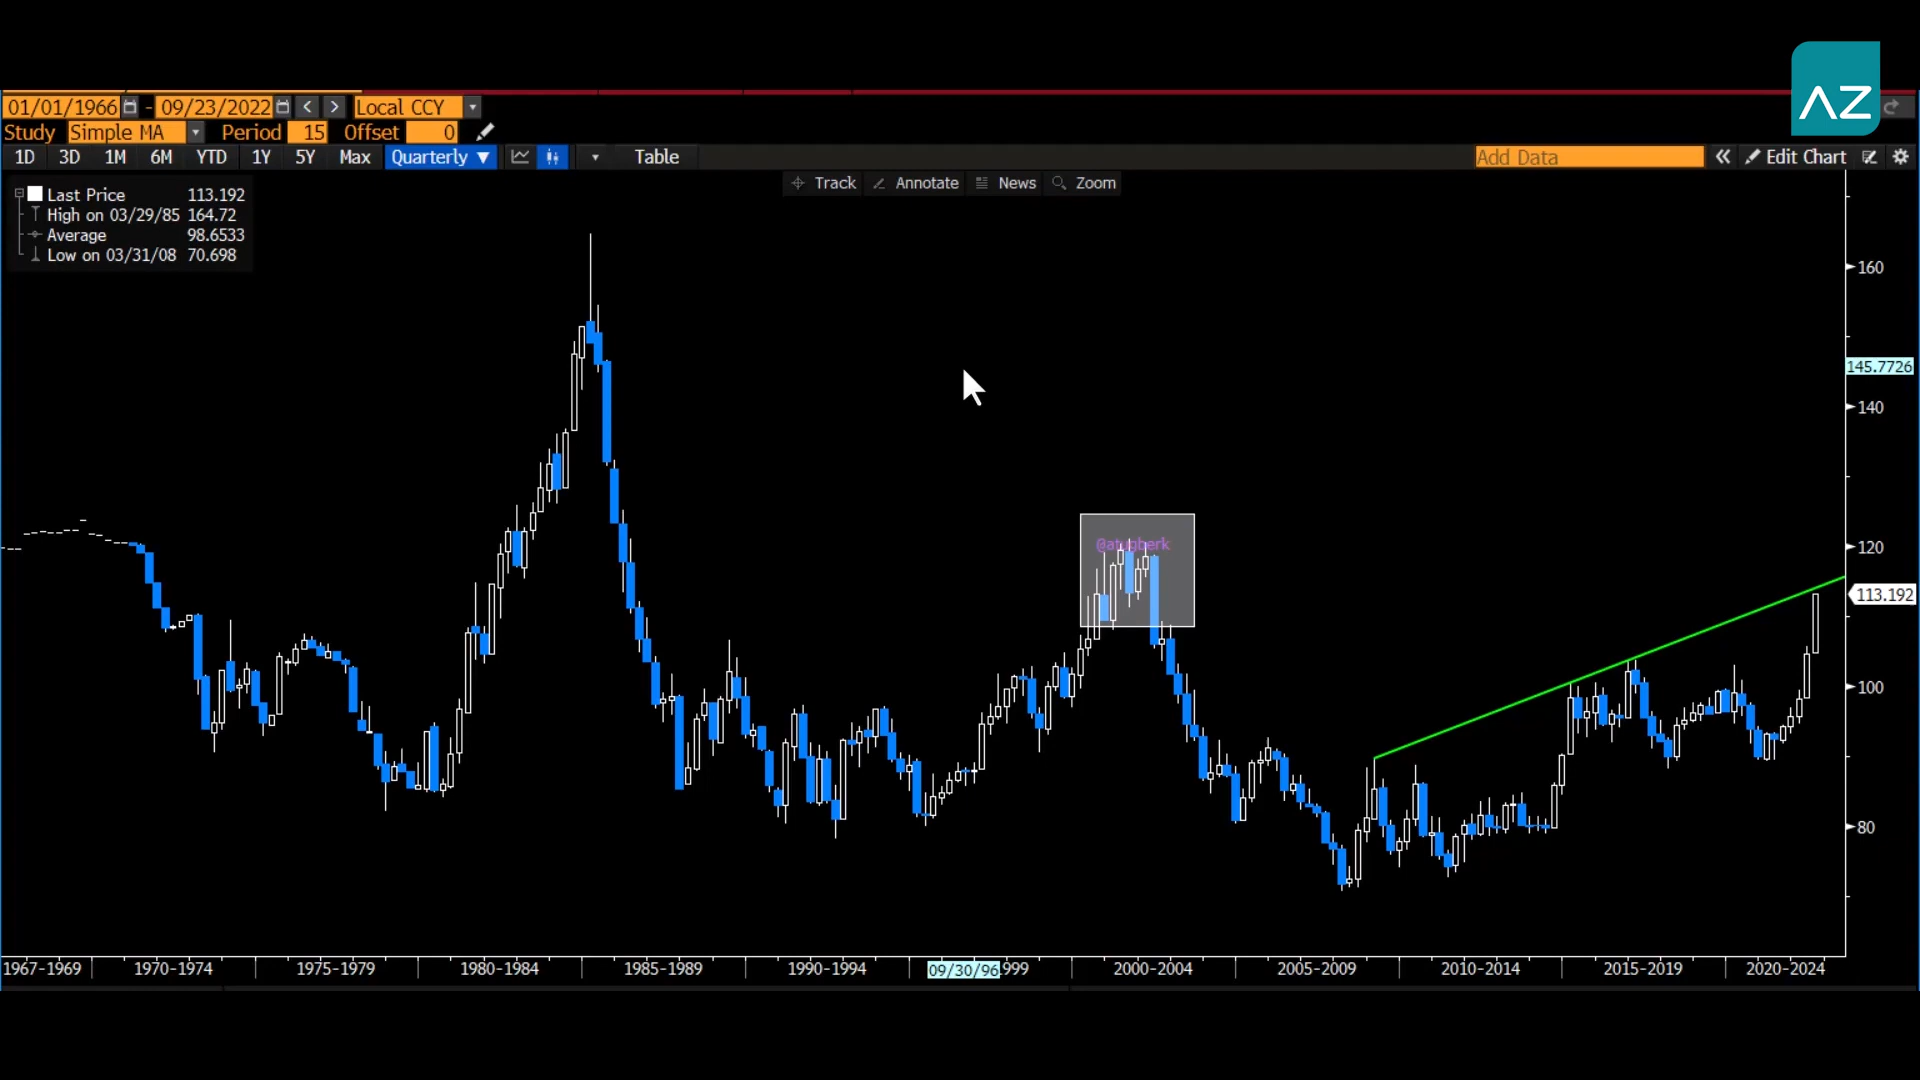 AZ
01/01/1966 - 09/23/2022 < > Local CCY
Study Simple MA Period 15 Offset 0
1D 3D 1M 6M YTD 1Y 5Y Max Quarterly ▼ Table Add Data « Edit Chart
Track Annotate News Zoom
Last Price 113.192
High on 03/29/85 164.72
Average 98.6533
Low on 03/31/08 70.698
160
145.7726
140
@atugberk
120
113.192
100
80
1967-1969 1970-1974 1975-1979 1980-1984 1985-1989 1990-1994 09/30/96 999 2000-2004 2005-2009 2010-2014 2015-2019 2020-2024